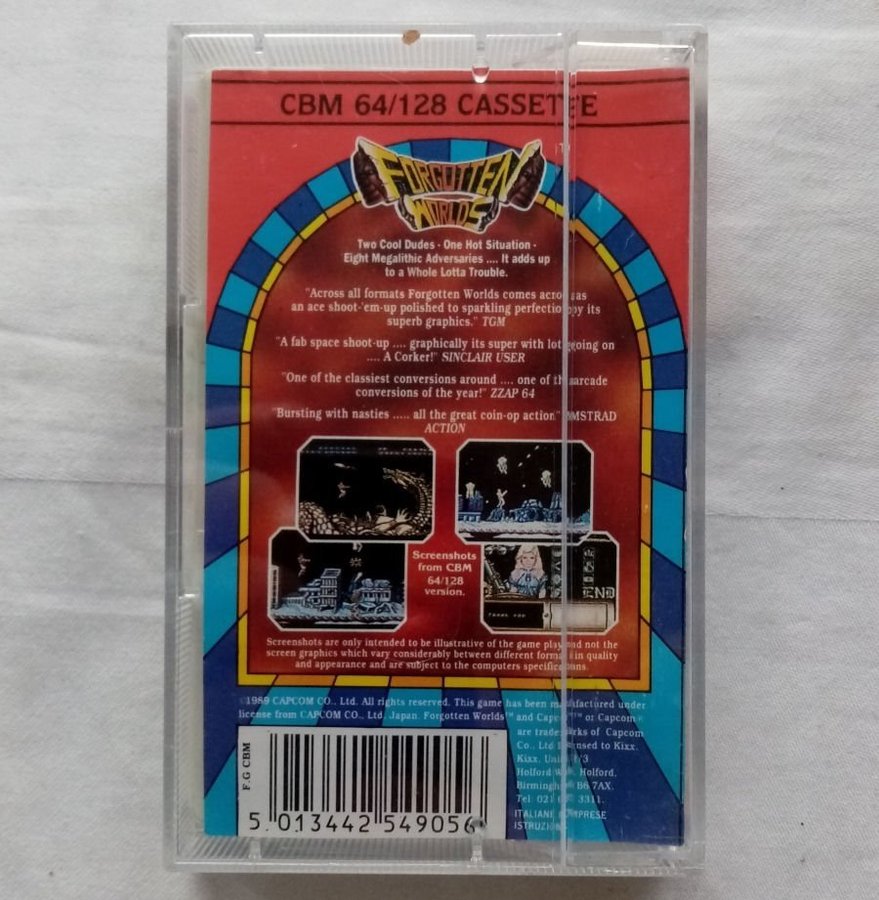 CBM 64/128 CASSETTE
FORGOTTEN
WORLDS
Two Cool Dudes - One Hot Situation -
Eight Megalithic Adversaries .... It adds up
to a Whole Lotta Trouble.
"Across all formats Forgotten Worlds comes across as
an ace shoot-'em-up polished to sparkling perfection by its
superb graphics." TGM
"A fab space shoot-up .... graphically its super with lots going on
.... A Corker!" SINCLAIR USER
"One of the classiest conversions around .... one of the arcade
conversions of the year!" ZZAP 64
"Bursting with nasties ..... all the great coin-op action" AMSTRAD
ACTION
Screenshots
from CBM
64/128
version.
END
Screenshots are only intended to be illustrative of the game play and not the
screen graphics which vary considerably between different formats in quality
and appearance and are subject to the computers specifications.
©1989 CAPCOM CO., Ltd. All rights reserved. This game has been manufactured under
license from CAPCOM CO., Ltd. Japan. Forgotten Worlds™ and Capcom™ or Capcom®
are trademarks of Capcom
Co., Ltd licensed to Kixx.
Kixx. Units 1/3
Holford Way, Holford,
Birmingham B6 7AX.
Tel: 021 3311.
ITALIANE COMPRESE
ISTRUZIONI
F.G CBM
5 013442 549056